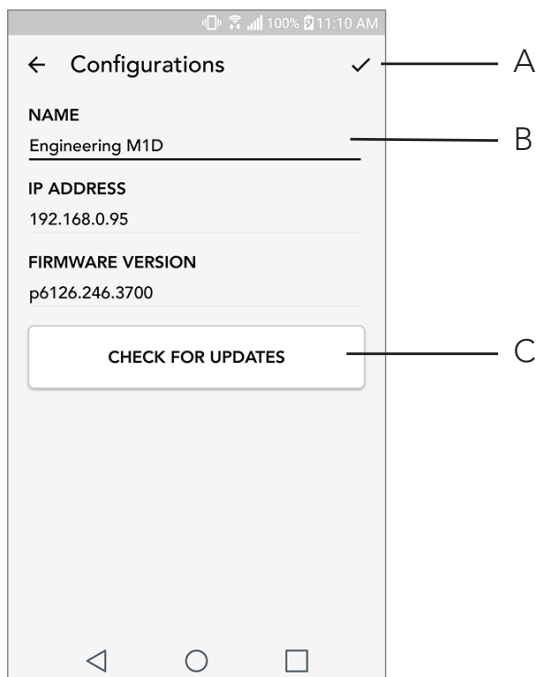 100% 11:10 AM
Configurations
A
NAME
Engineering M1D
B
IP ADDRESS
192.168.0.95
FIRMWARE VERSION
p6126.246.3700
CHECK FOR UPDATES
C